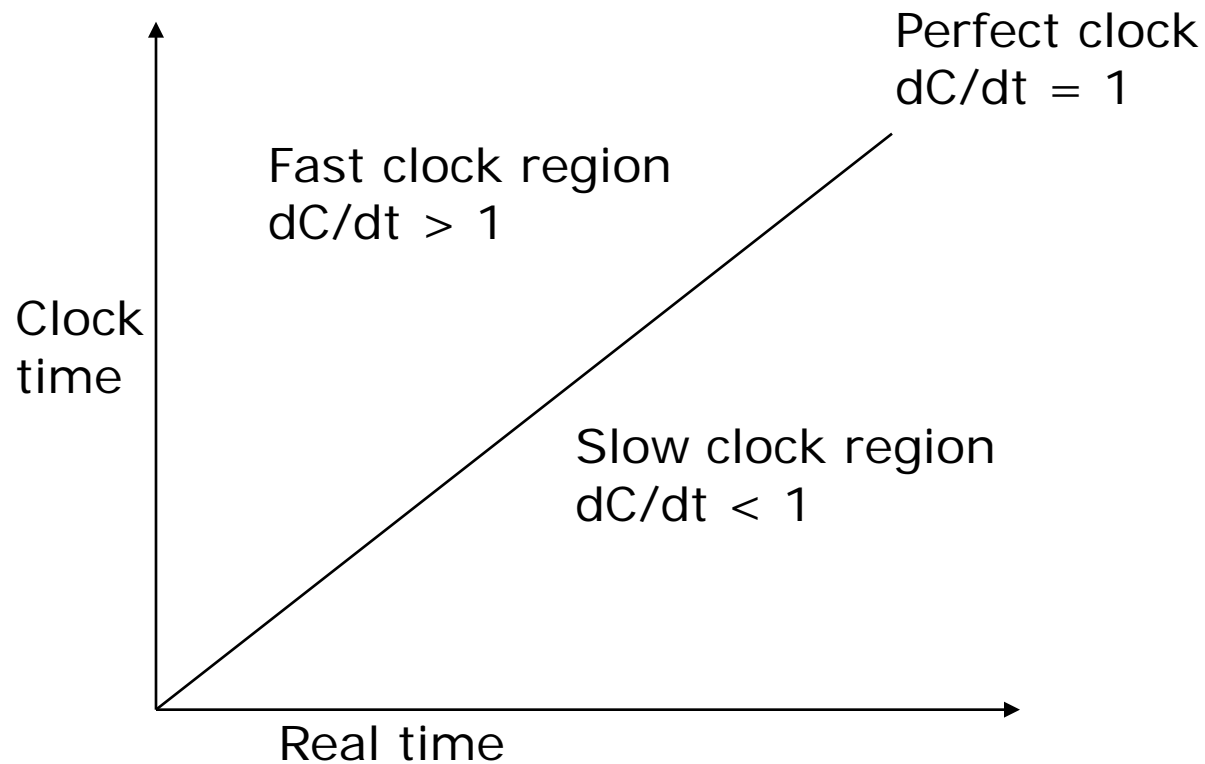 Perfect clock
dC/dt = 1
Fast clock region
dC/dt > 1
Clock
time
Slow clock region
dC/dt < 1
Real time